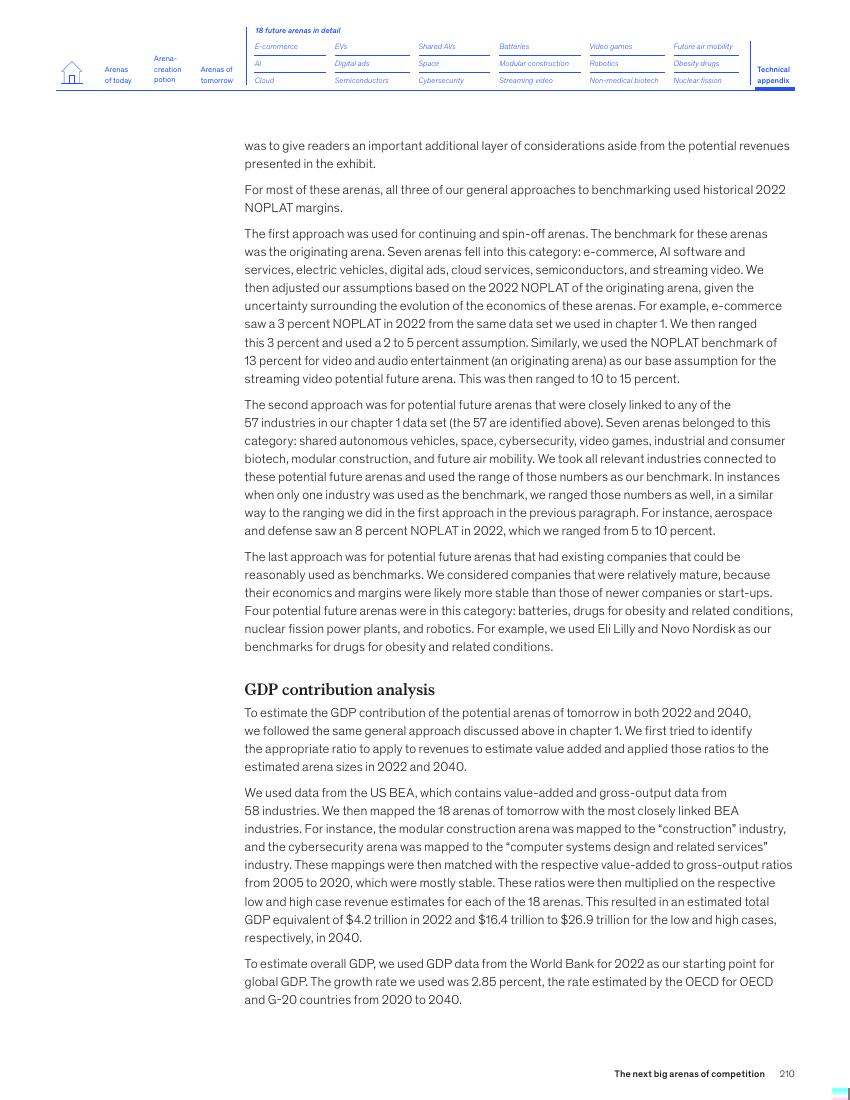 18 future arenas in detail
E-commerce EVs Shared AVs Batteries Video games Future air mobility
AI Digital ads Space Modular construction Robotics Obesity drugs
Cloud Semiconductors Cybersecurity Streaming video Non-medical biotech Nuclear fission
Arenas
of today
Arena-
creation
potion
Arenas of
tomorrow
Technical
appendix
was to give readers an important additional layer of considerations aside from the potential revenues
presented in the exhibit.
For most of these arenas, all three of our general approaches to benchmarking used historical 2022
NOPLAT margins.
The first approach was used for continuing and spin-off arenas. The benchmark for these arenas
was the originating arena. Seven arenas fell into this category: e-commerce, AI software and
services, electric vehicles, digital ads, cloud services, semiconductors, and streaming video. We
then adjusted our assumptions based on the 2022 NOPLAT of the originating arena, given the
uncertainty surrounding the evolution of the economics of these arenas. For example, e-commerce
saw a 3 percent NOPLAT in 2022 from the same data set we used in chapter 1. We then ranged
this 3 percent and used a 2 to 5 percent assumption. Similarly, we used the NOPLAT benchmark of
13 percent for video and audio entertainment (an originating arena) as our base assumption for the
streaming video potential future arena. This was then ranged to 10 to 15 percent.
The second approach was for potential future arenas that were closely linked to any of the
57 industries in our chapter 1 data set (the 57 are identified above). Seven arenas belonged to this
category: shared autonomous vehicles, space, cybersecurity, video games, industrial and consumer
biotech, modular construction, and future air mobility. We took all relevant industries connected to
these potential future arenas and used the range of those numbers as our benchmark. In instances
when only one industry was used as the benchmark, we ranged those numbers as well, in a similar
way to the ranging we did in the first approach in the previous paragraph. For instance, aerospace
and defense saw an 8 percent NOPLAT in 2022, which we ranged from 5 to 10 percent.
The last approach was for potential future arenas that had existing companies that could be
reasonably used as benchmarks. We considered companies that were relatively mature, because
their economics and margins were likely more stable than those of newer companies or start-ups.
Four potential future arenas were in this category: batteries, drugs for obesity and related conditions,
nuclear fission power plants, and robotics. For example, we used Eli Lilly and Novo Nordisk as our
benchmarks for drugs for obesity and related conditions.
GDP contribution analysis
To estimate the GDP contribution of the potential arenas of tomorrow in both 2022 and 2040,
we followed the same general approach discussed above in chapter 1. We first tried to identify
the appropriate ratio to apply to revenues to estimate value added and applied those ratios to the
estimated arena sizes in 2022 and 2040.
We used data from the US BEA, which contains value-added and gross-output data from
58 industries. We then mapped the 18 arenas of tomorrow with the most closely linked BEA
industries. For instance, the modular construction arena was mapped to the “construction” industry,
and the cybersecurity arena was mapped to the “computer systems design and related services”
industry. These mappings were then matched with the respective value-added to gross-output ratios
from 2005 to 2020, which were mostly stable. These ratios were then multiplied on the respective
low and high case revenue estimates for each of the 18 arenas. This resulted in an estimated total
GDP equivalent of $4.2 trillion in 2022 and $16.4 trillion to $26.9 trillion for the low and high cases,
respectively, in 2040.
To estimate overall GDP, we used GDP data from the World Bank for 2022 as our starting point for
global GDP. The growth rate we used was 2.85 percent, the rate estimated by the OECD for OECD
and G-20 countries from 2020 to 2040.
The next big arenas of competition 210